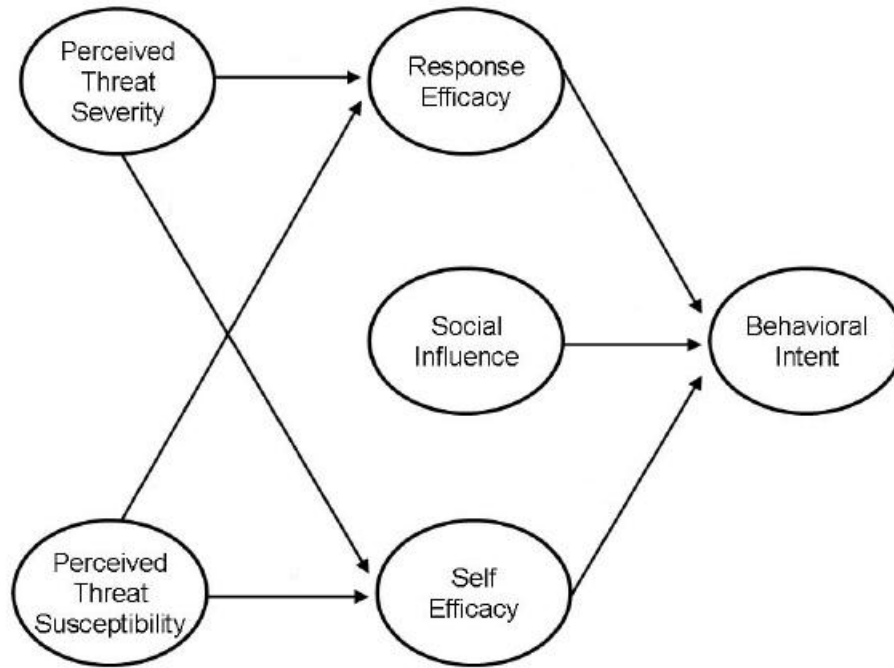 Perceived
Threat
Severity
Response
Efficacy
Social
Influence
Behavioral
Intent
Perceived
Threat
Susceptibility
Self
Efficacy